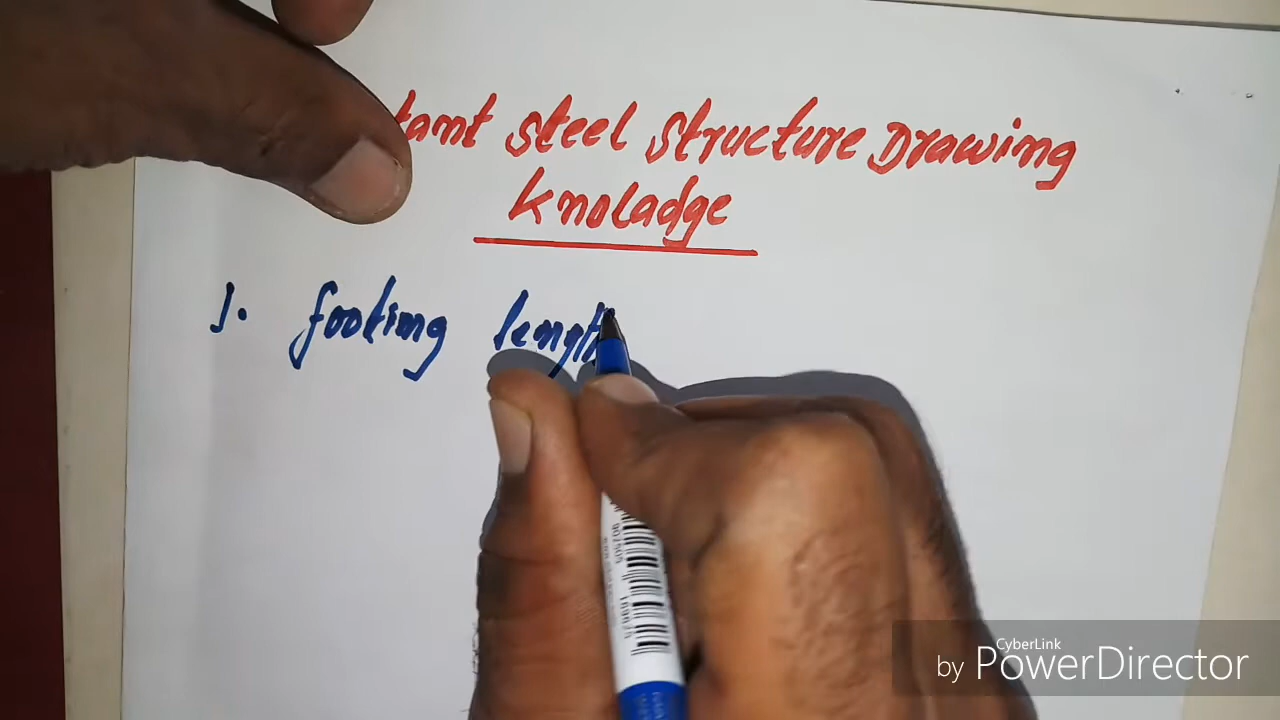 tant steel structure Drawing
knoladge
1. footing length
CyberLink
by PowerDirector